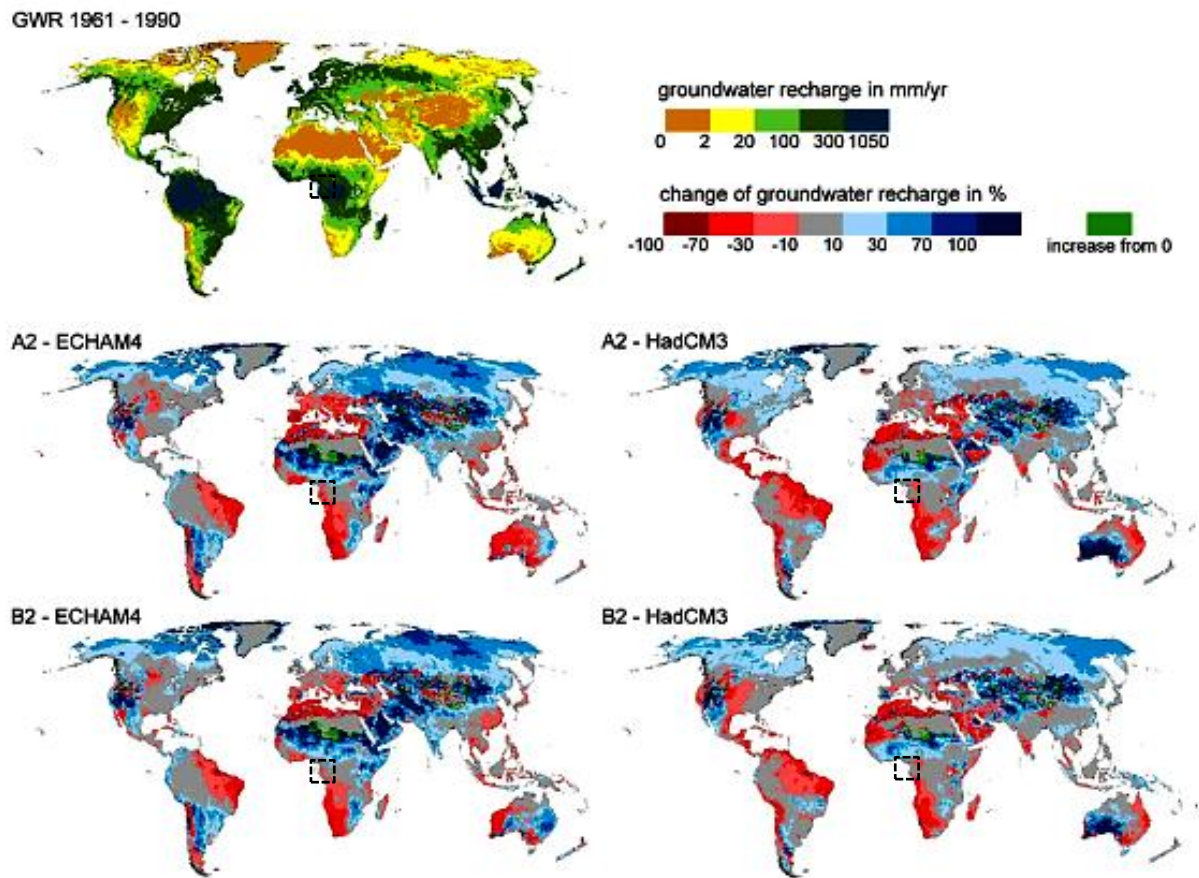 GWR 1961 - 1990
groundwater recharge in mm/yr
0 2 20 100 300 1050
change of groundwater recharge in %
-100 -70 -30 -10 10 30 70 100
increase from 0
A2 - ECHAM4
A2 - HadCM3
B2 - ECHAM4
B2 - HadCM3